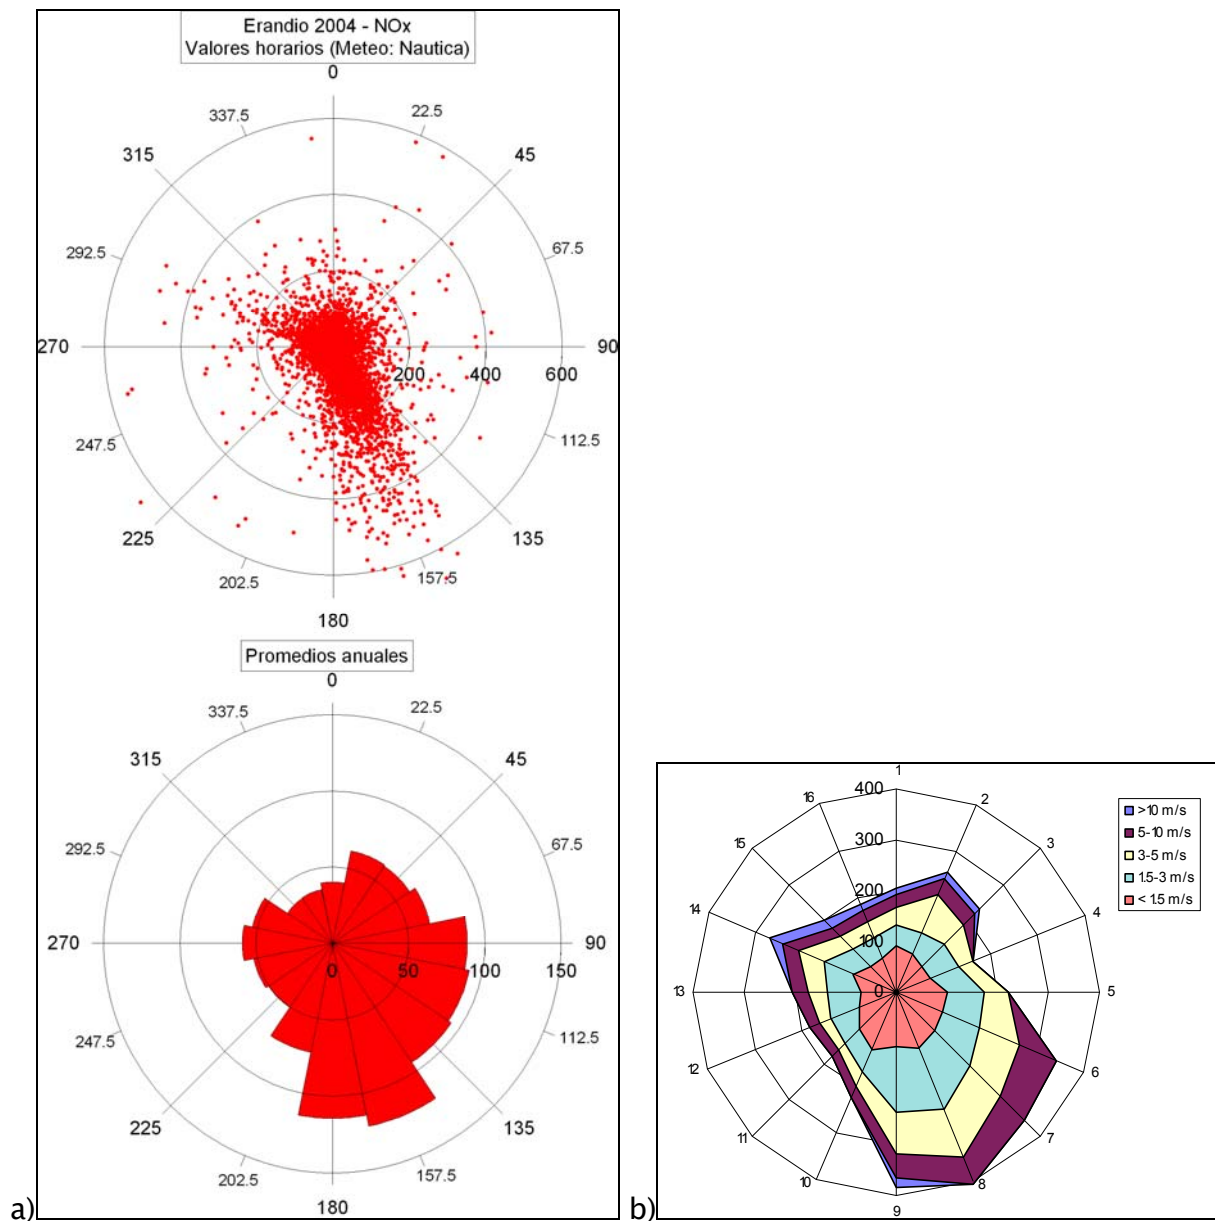 Erandio 2004 - NOx
Valores horarios (Meteo: Nautica)
0
337.5 22.5
315 45
292.5 67.5
270 90
200 400 600
247.5 112.5
225 135
202.5 157.5
180
Promedios anuales
0
337.5 22.5
315 45
292.5 67.5
270 90
0 50 100 150
247.5 112.5
225 135
202.5 157.5
180
a)
1
400
16 2
>10 m/s
5-10 m/s
3-5 m/s
1.5-3 m/s
< 1.5 m/s
300
15 3
200
14 4
100
13 0 5
12 6
11 7
10 8
9
b)